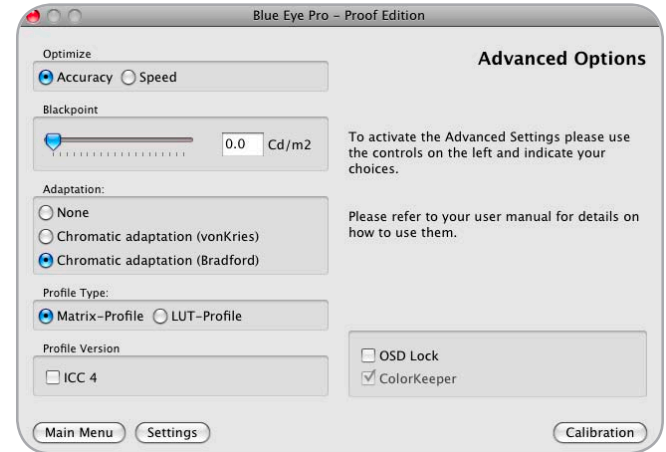 Blue Eye Pro – Proof Edition
Optimize
Accuracy Speed
Blackpoint
0.0 Cd/m2
Adaptation:
None
Chromatic adaptation (vonKries)
Chromatic adaptation (Bradford)
Profile Type:
Matrix-Profile LUT-Profile
Profile Version
ICC 4
Advanced Options
To activate the Advanced Settings please use
the controls on the left and indicate your
choices.
Please refer to your user manual for details on
how to use them.
OSD Lock
ColorKeeper
Main Menu Settings Calibration